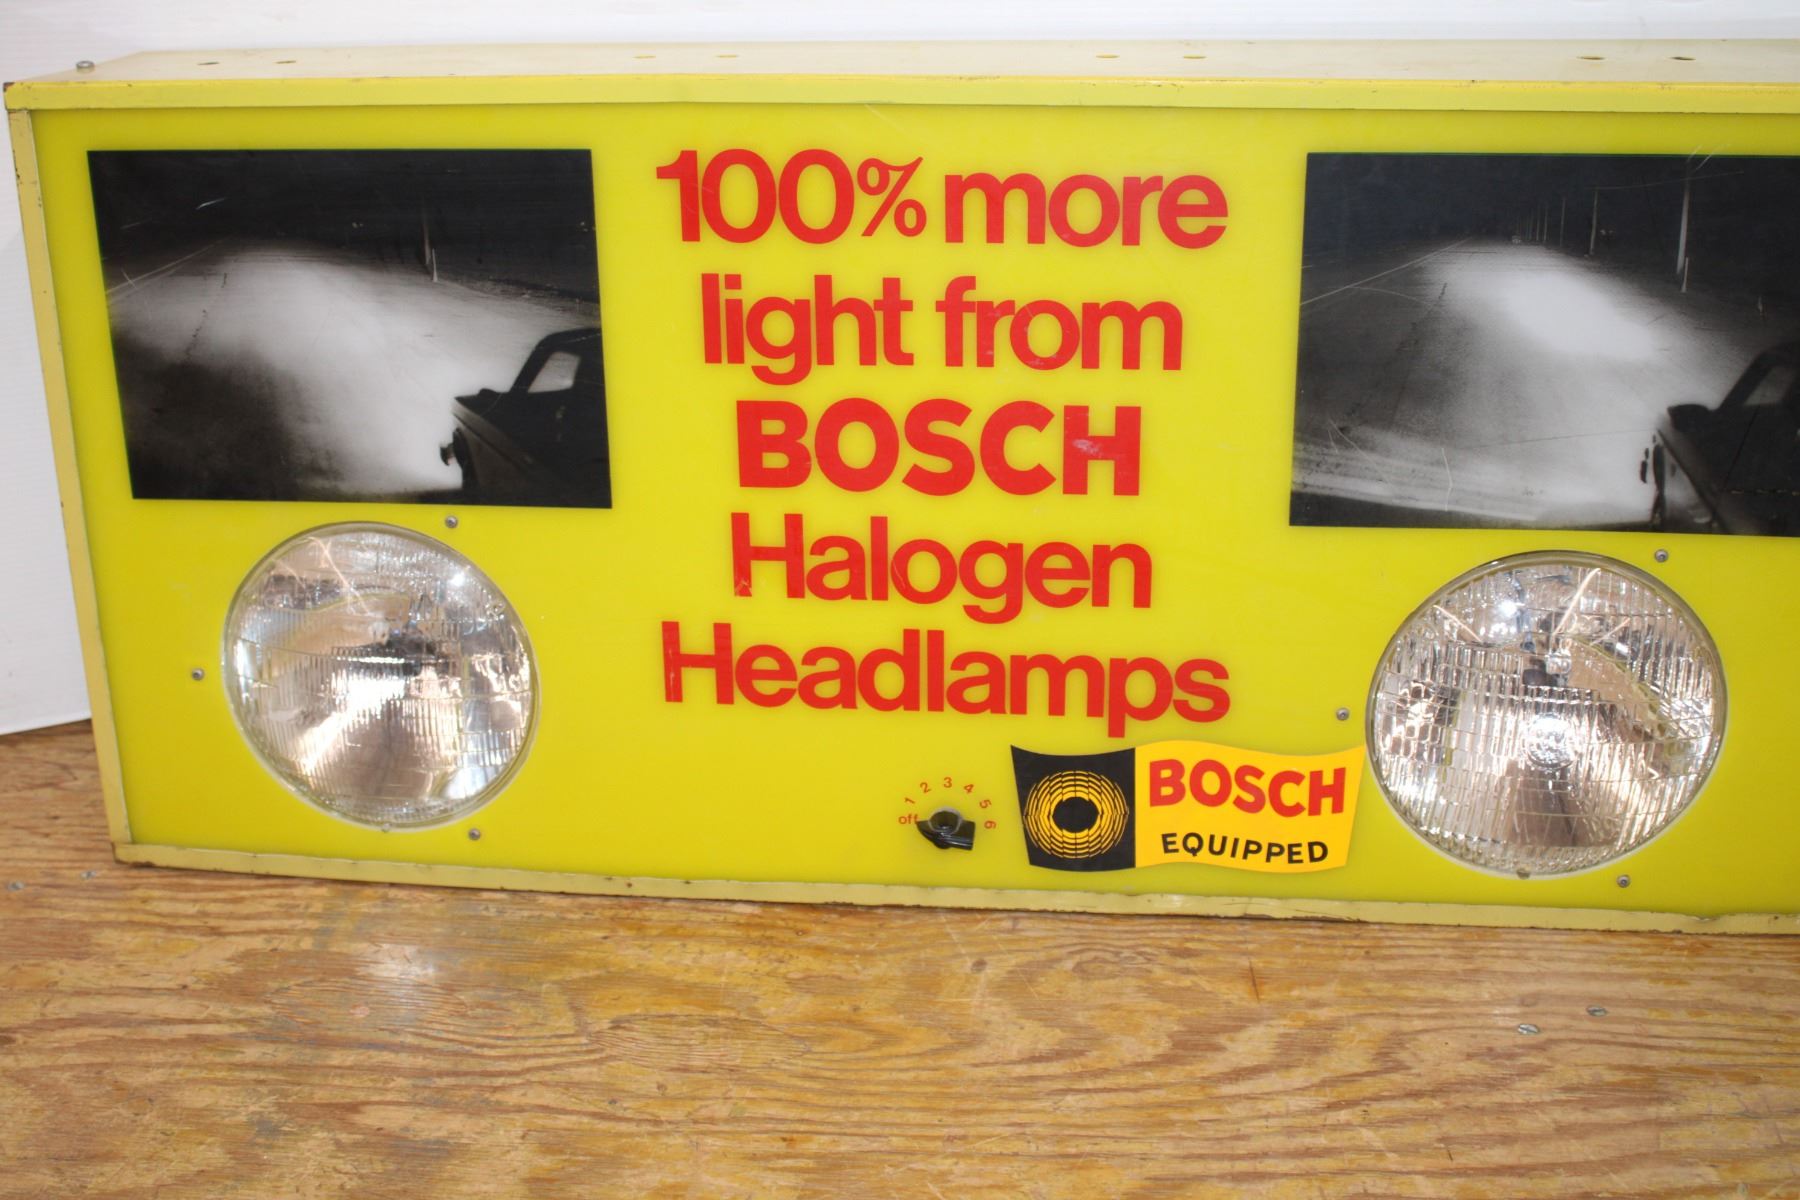 100% more
light from
BOSCH
Halogen
Headlamps
off 1 2 3 4 5 6
BOSCH
EQUIPPED